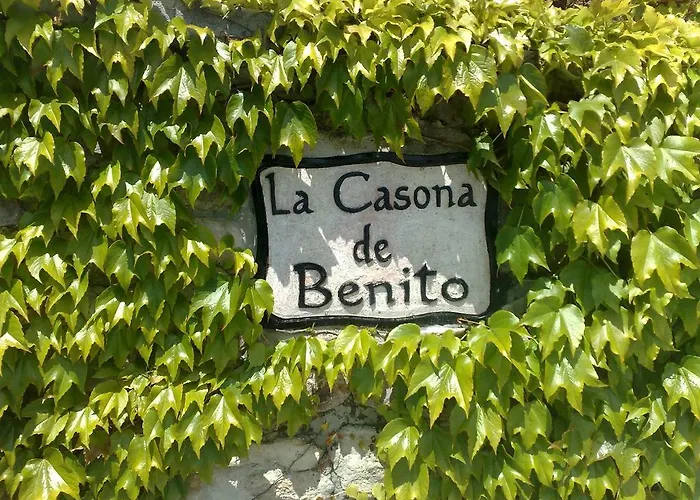 La Casona
de
Benito